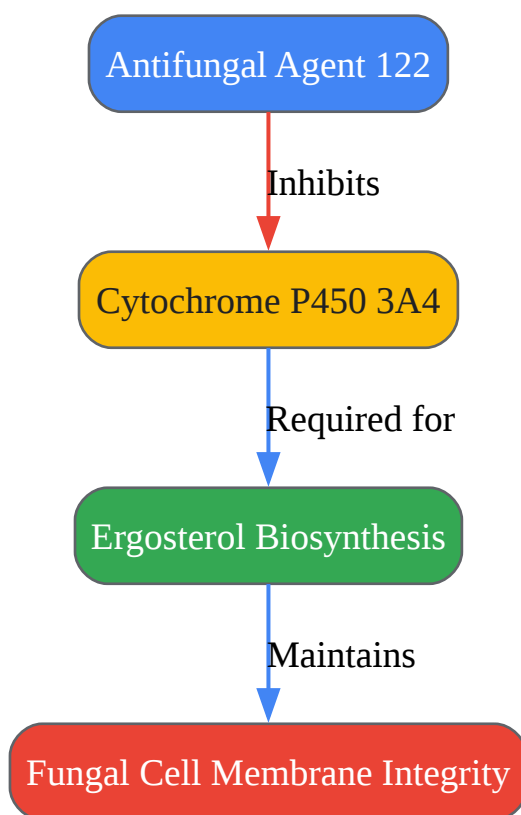 Antifungal Agent 122
Inhibits
Cytochrome P450 3A4
Required for
Ergosterol Biosynthesis
Maintains
Fungal Cell Membrane Integrity